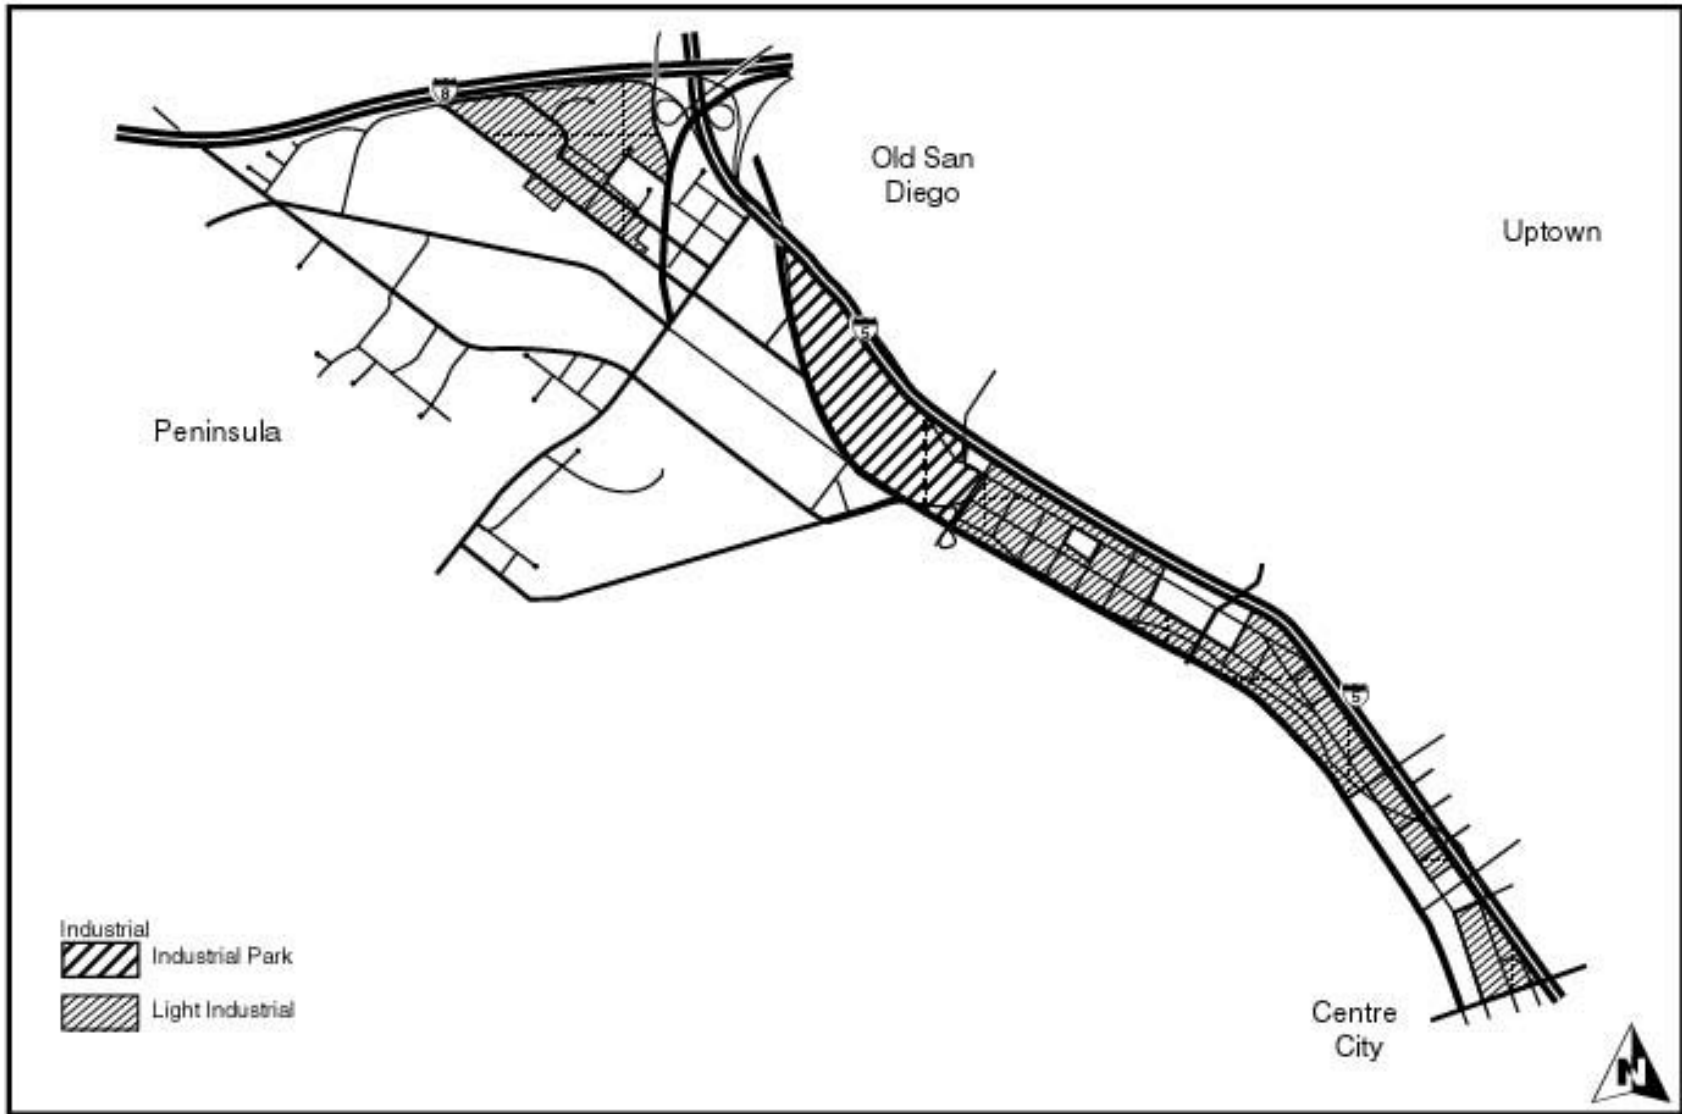 8
Old San
Diego
Uptown
5
Peninsula
5
Industrial
Industrial Park
Light Industrial
Centre
City
N